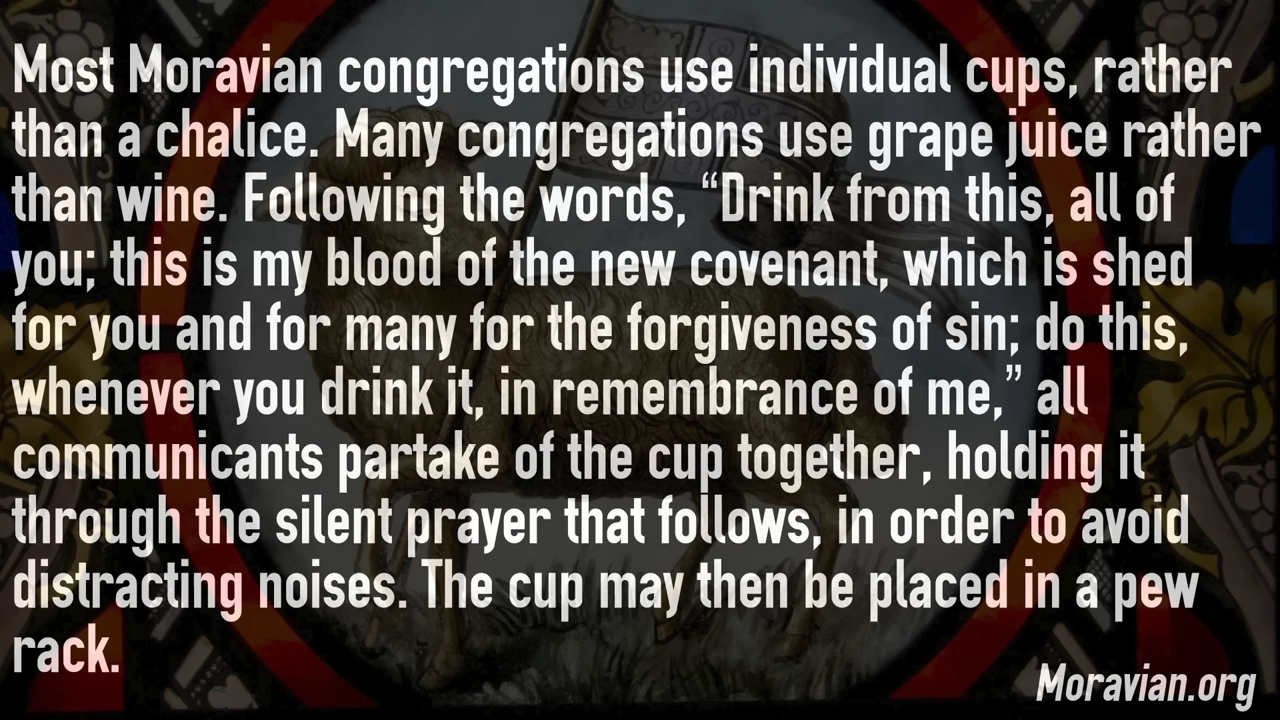 Most Moravian congregations use individual cups, rather
than a chalice. Many congregations use grape juice rather
than wine. Following the words, “Drink from this, all of
you; this is my blood of the new covenant, which is shed
for you and for many for the forgiveness of sin; do this,
whenever you drink it, in remembrance of me,” all
communicants partake of the cup together, holding it
through the silent prayer that follows, in order to avoid
distracting noises. The cup may then be placed in a pew
rack.
Moravian.org